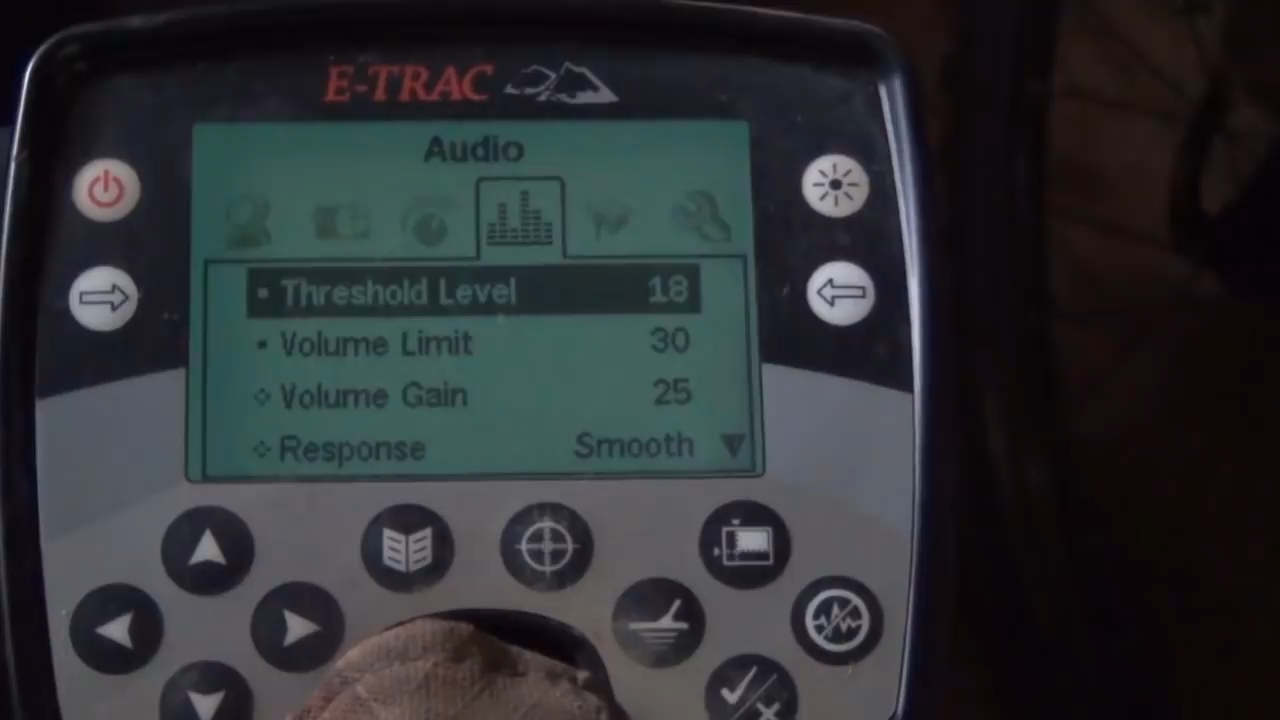 E-TRAC
Audio
Threshold Level 18
Volume Limit 30
Volume Gain 25
Response Smooth